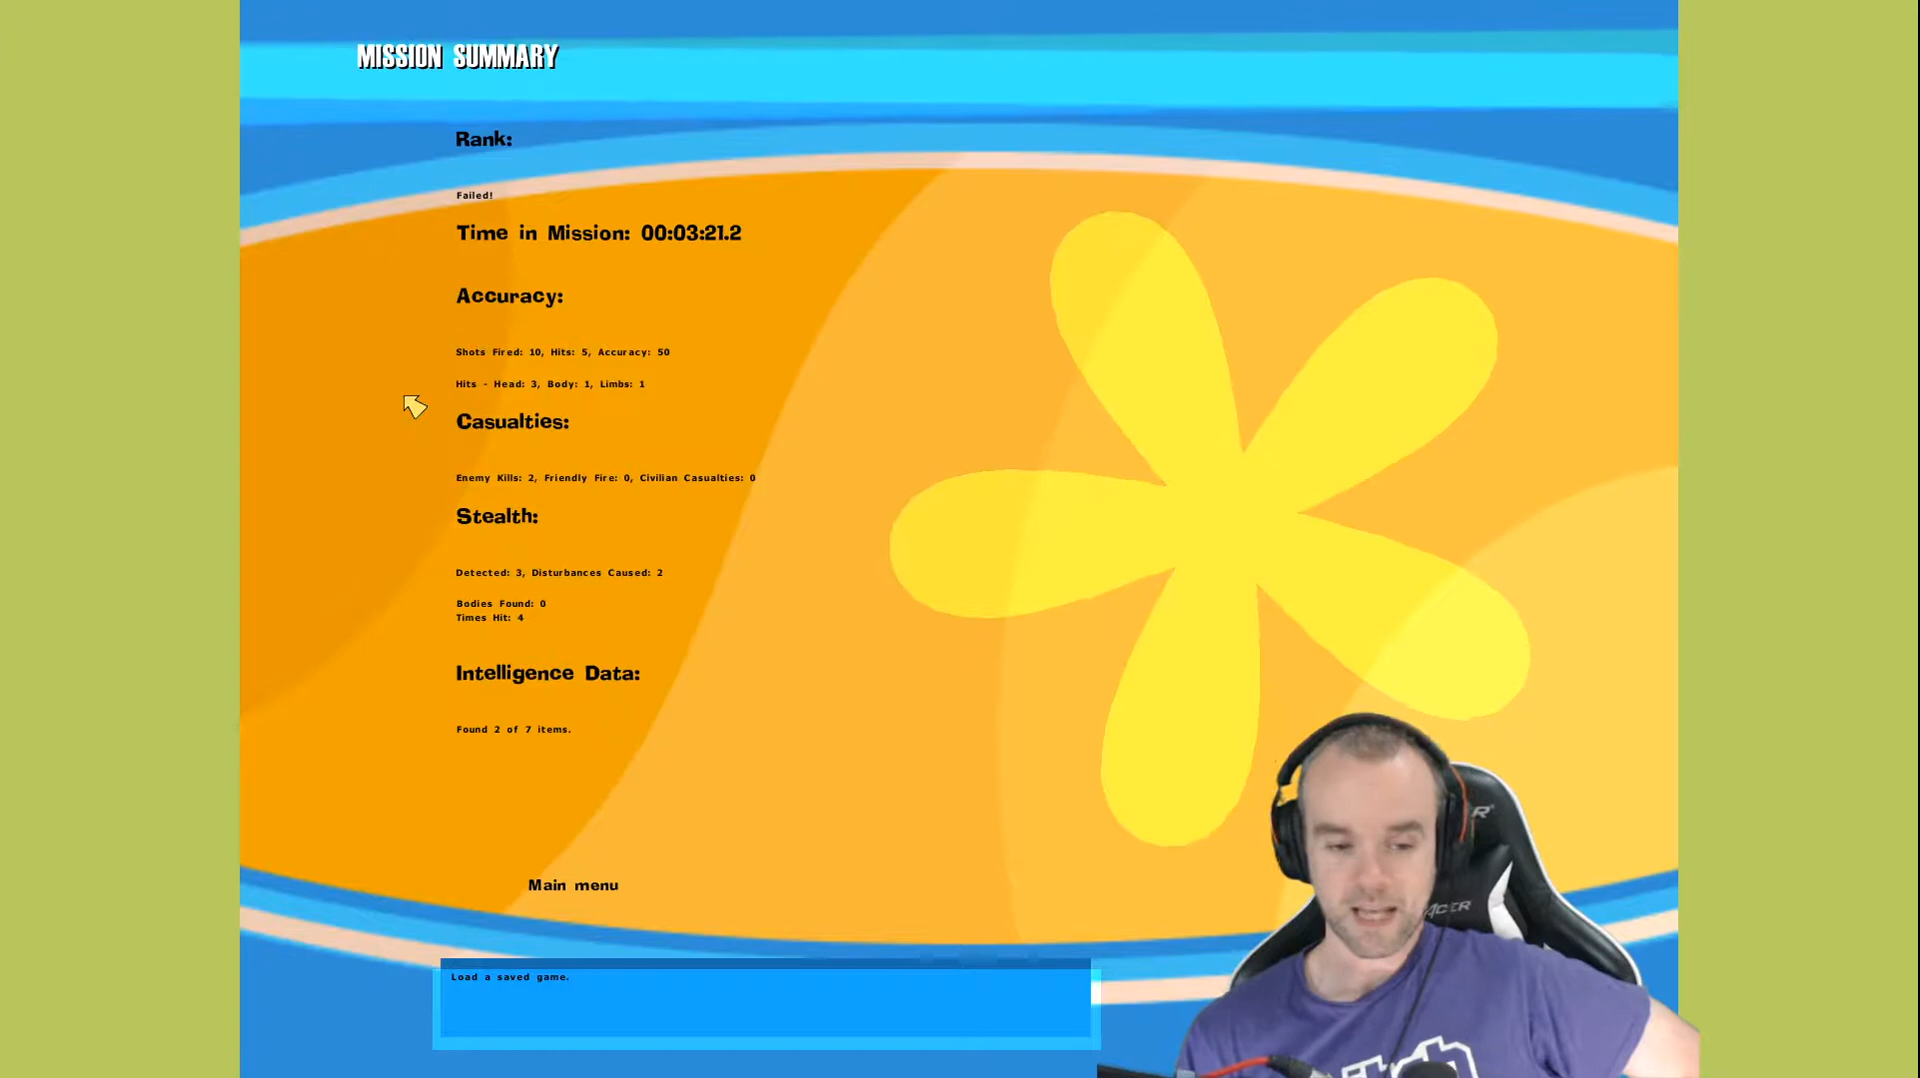 MISSION SUMMARY
Rank:
Failed!
Time in Mission: 00:03:21.2
Accuracy:
Shots Fired: 10, Hits: 5, Accuracy: 50
Hits - Head: 3, Body: 1, Limbs: 1
Casualties:
Enemy Kills: 2, Friendly Fire: 0, Civilian Casualties: 0
Stealth:
Detected: 3, Disturbances Caused: 2
Bodies Found: 0
Times Hit: 4
Intelligence Data:
Found 2 of 7 items.
Main menu
Load a saved game.